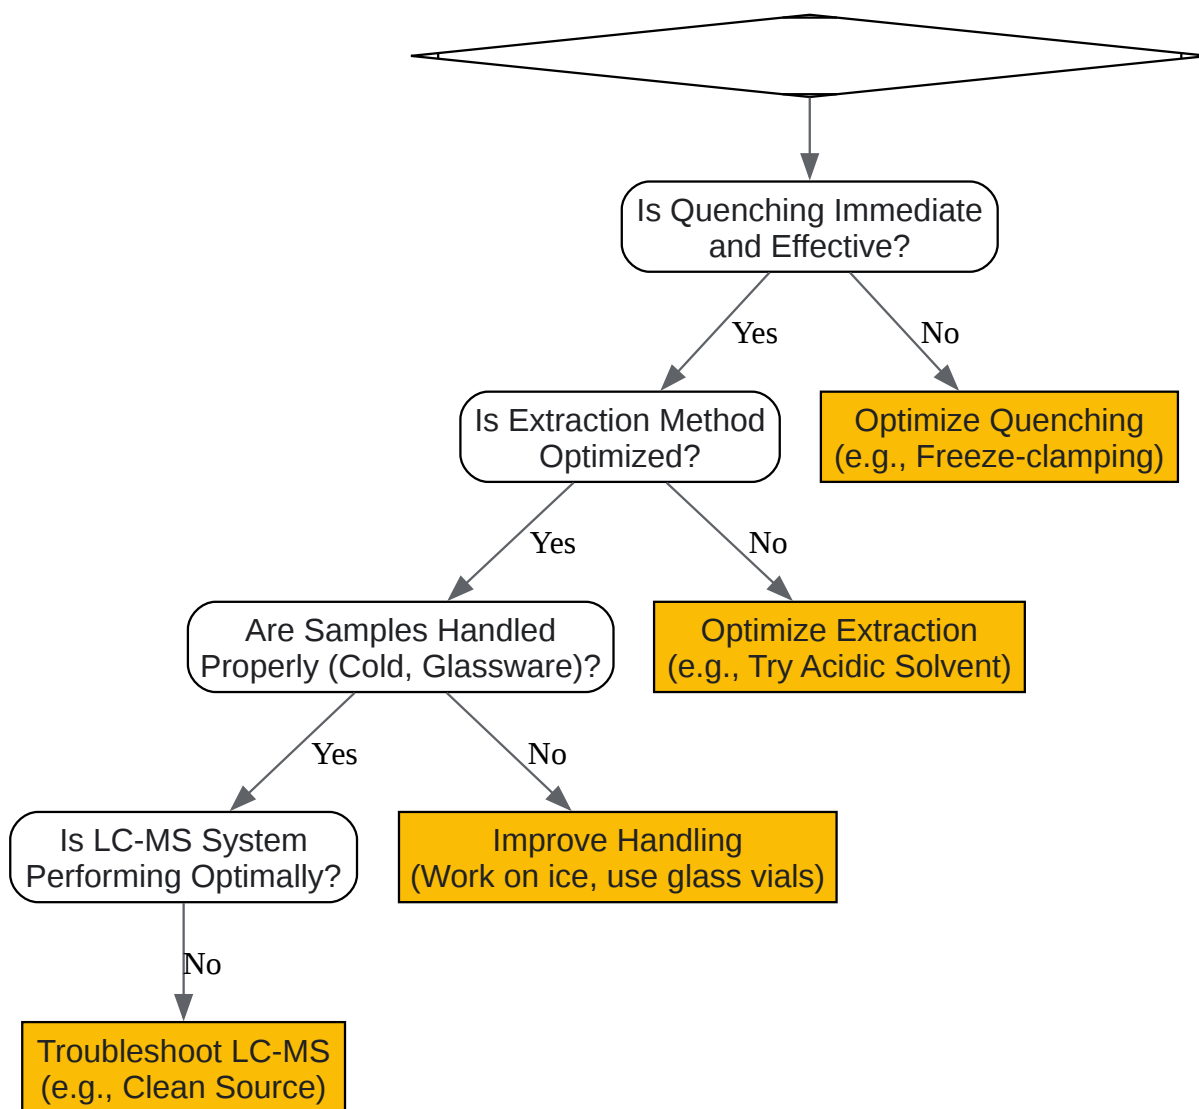 Is Quenching Immediate
and Effective?
Yes
No
Is Extraction Method
Optimized?
Optimize Quenching
(e.g., Freeze-clamping)
Yes
No
Are Samples Handled
Properly (Cold, Glassware)?
Optimize Extraction
(e.g., Try Acidic Solvent)
Yes
No
Is LC-MS System
Performing Optimally?
Improve Handling
(Work on ice, use glass vials)
No
Troubleshoot LC-MS
(e.g., Clean Source)